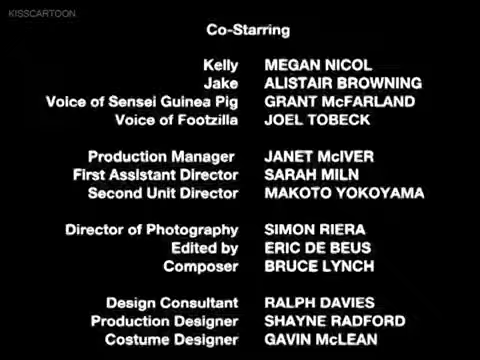 KISSCARTOON
Co-Starring
Kelly MEGAN NICOL
Jake ALISTAIR BROWNING
Voice of Sensei Guinea Pig GRANT McFARLAND
Voice of Footzilla JOEL TOBECK
Production Manager JANET McIVER
First Assistant Director SARAH MILN
Second Unit Director MAKOTO YOKOYAMA
Director of Photography SIMON RIERA
Edited by ERIC DE BEUS
Composer BRUCE LYNCH
Design Consultant RALPH DAVIES
Production Designer SHAYNE RADFORD
Costume Designer GAVIN McLEAN